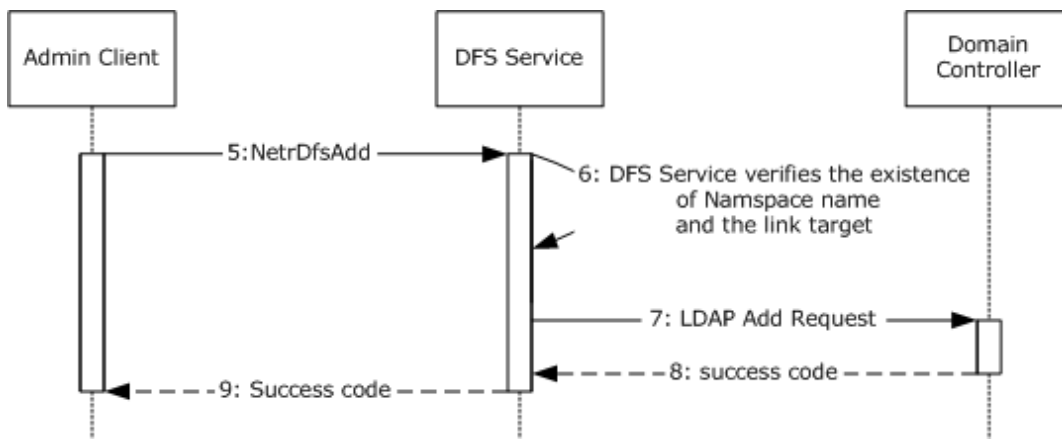 Admin Client
DFS Service
Domain
Controller
5:NetrDfsAdd
6: DFS Service verifies the existence
of Namspace name
and the link target
7: LDAP Add Request
8: success code
9: Success code